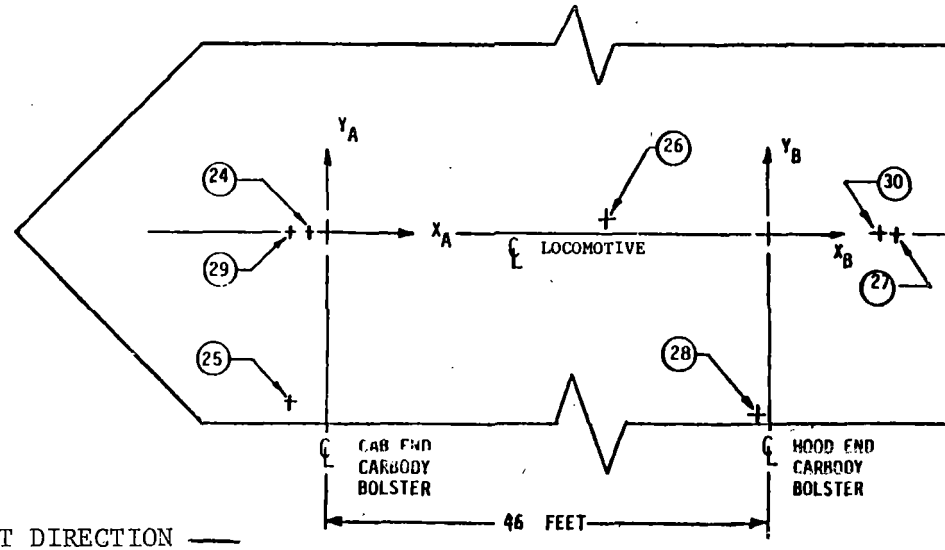 Y_A
26
Y_B
24
30
X_A
℄ LOCOMOTIVE
X_B
29
27
25
28
℄ CAB END
CARBODY
BOLSTER
℄ HOOD END
CARBODY
BOLSTER
46 FEET
T DIRECTION